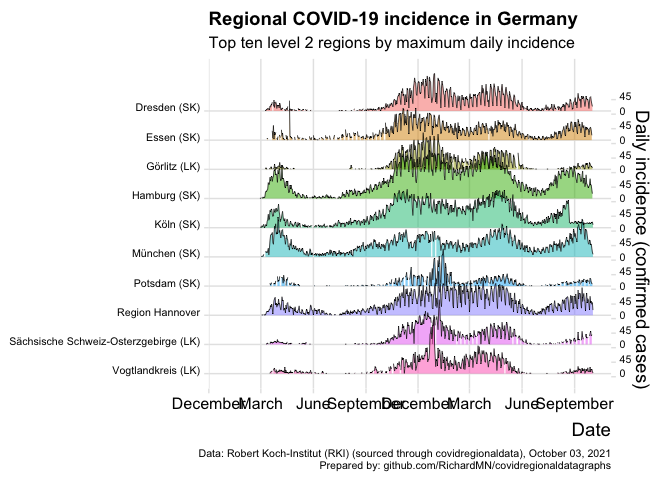 Regional COVID-19 incidence in Germany
Top ten level 2 regions by maximum daily incidence
Dresden (SK)
45
0
Essen (SK)
45
0
Görlitz (LK)
45
0
Hamburg (SK)
45
0
Köln (SK)
45
0
München (SK)
45
0
Potsdam (SK)
45
0
Region Hannover
45
0
Sächsische Schweiz-Osterzgebirge (LK)
45
0
Vogtlandkreis (LK)
45
0
Daily incidence (confirmed cases)
December March June September December March June September
Date
Data: Robert Koch-Institut (RKI) (sourced through covidregionaldata), October 03, 2021
Prepared by: github.com/RichardMN/covidregionaldatagraphs